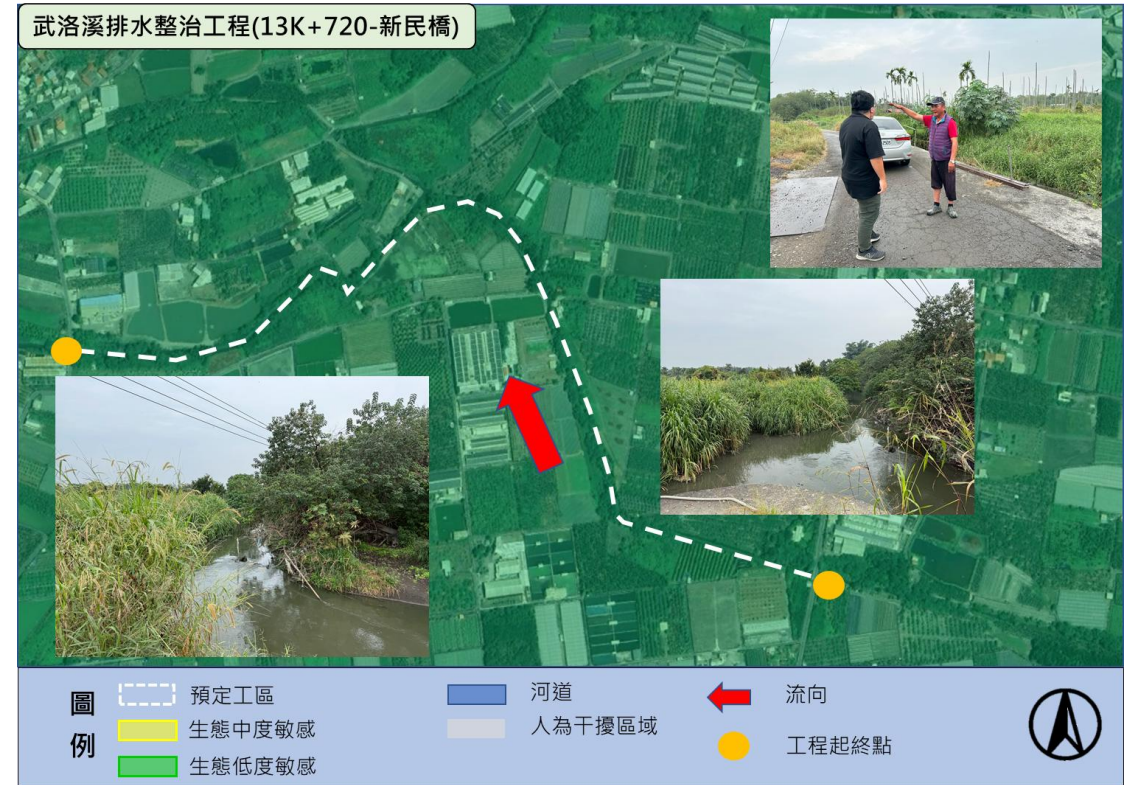 武洛溪排水整治工程(13K+720-新民橋)
圖例
預定工區
生態中度敏感
生態低度敏感
河道
人為干擾區域
流向
工程起終點